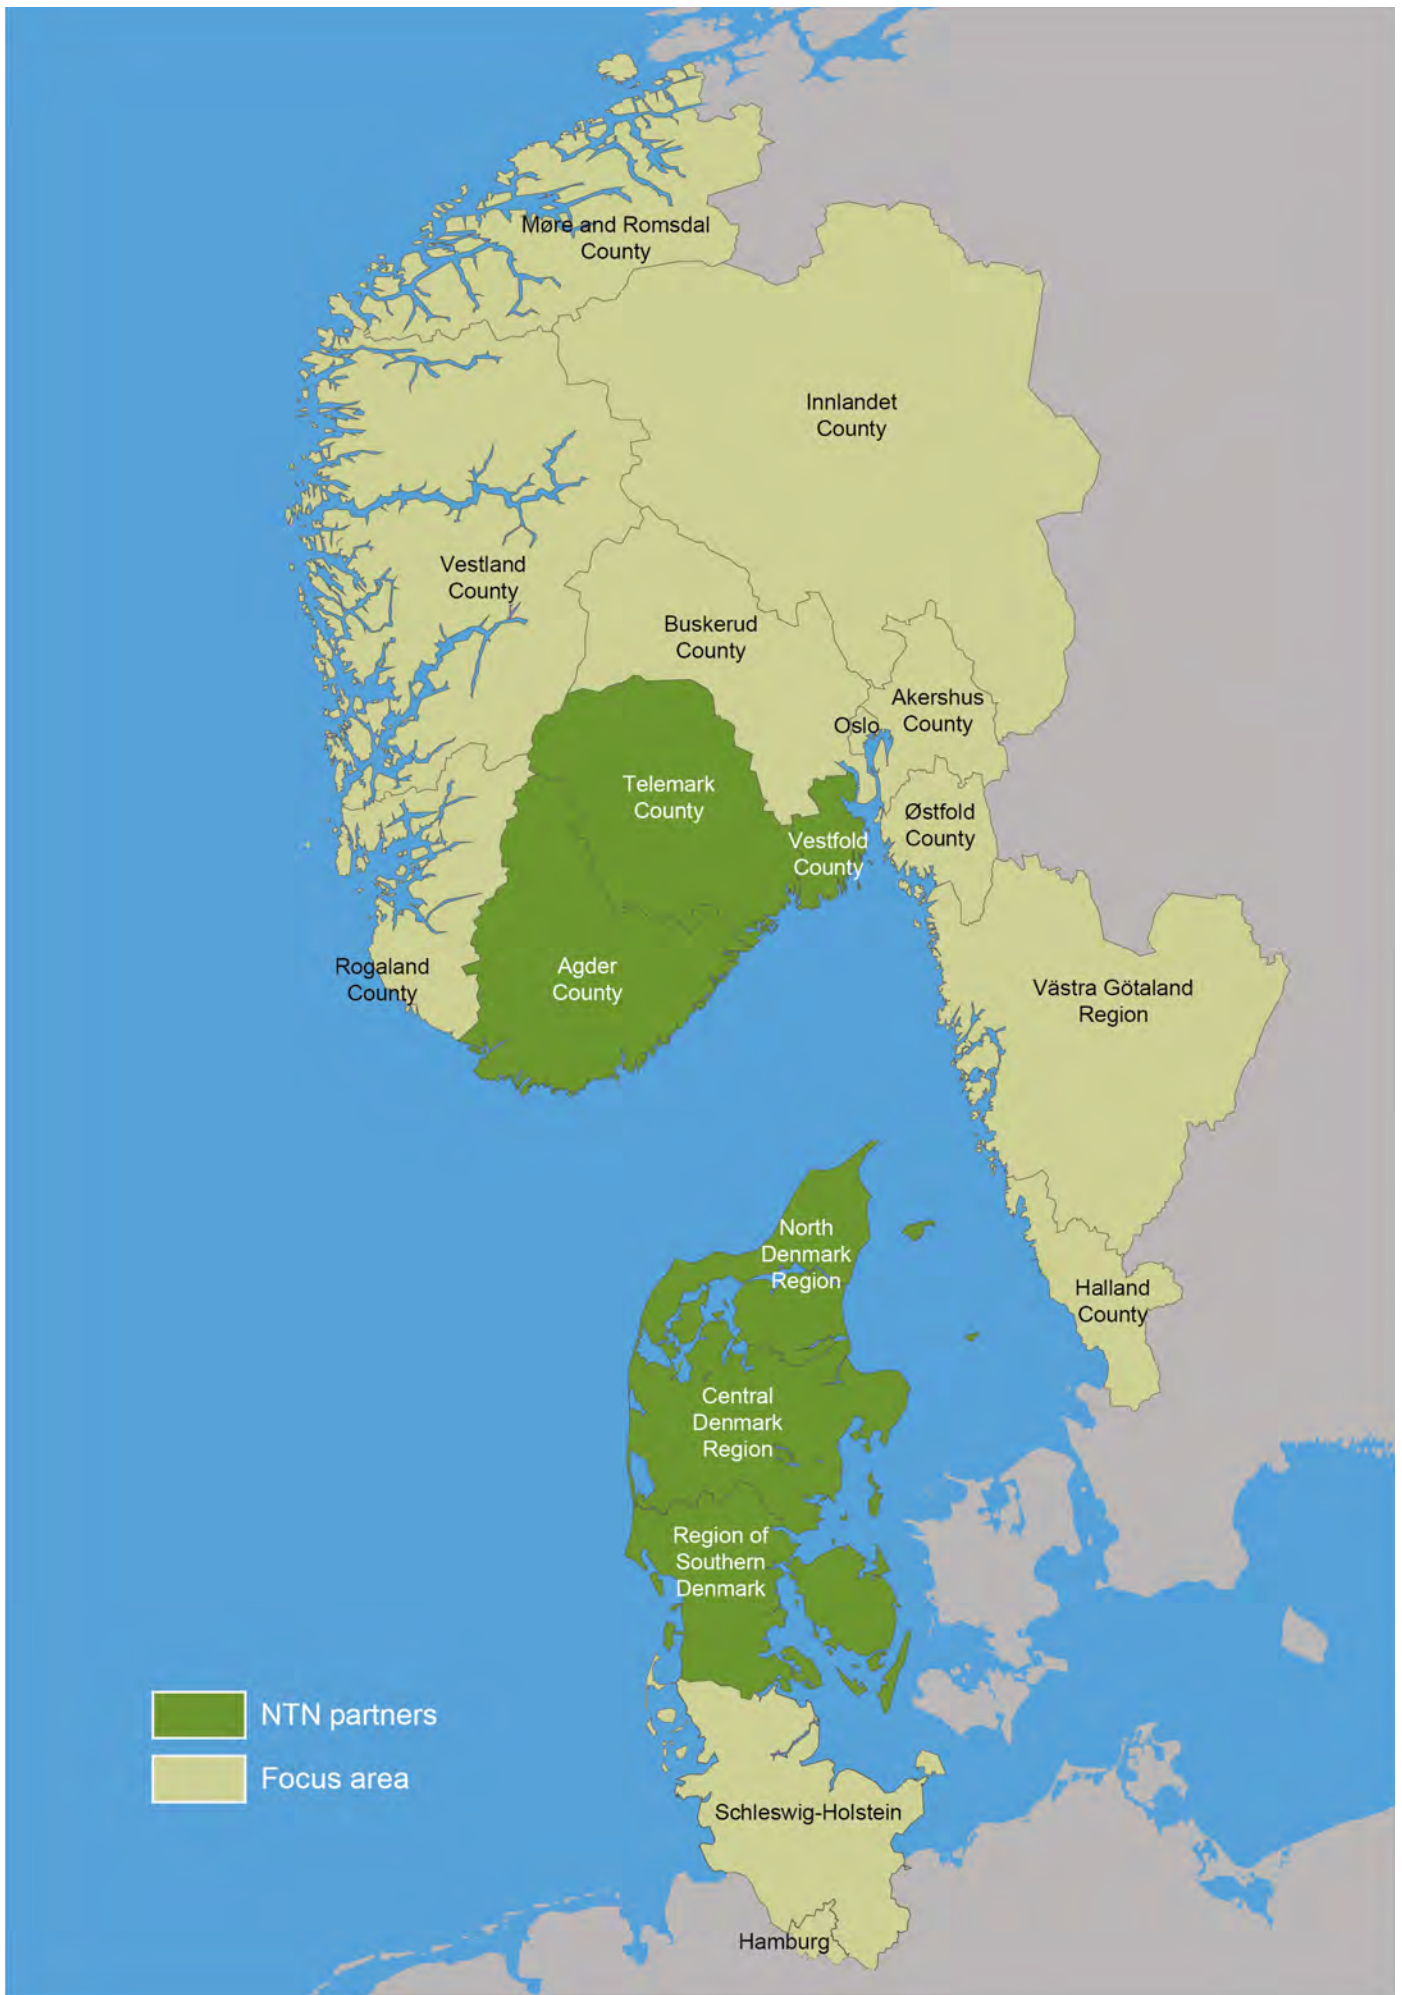 Møre and Romsdal
County
Innlandet
County
Vestland
County
Buskerud
County
Akershus
County
Oslo
Telemark
County
Østfold
County
Vestfold
County
Rogaland
County
Agder
County
Västra Götaland
Region
North
Denmark
Region
Halland
County
Central
Denmark
Region
Region of
Southern
Denmark
NTN partners
Focus area
Schleswig-Holstein
Hamburg